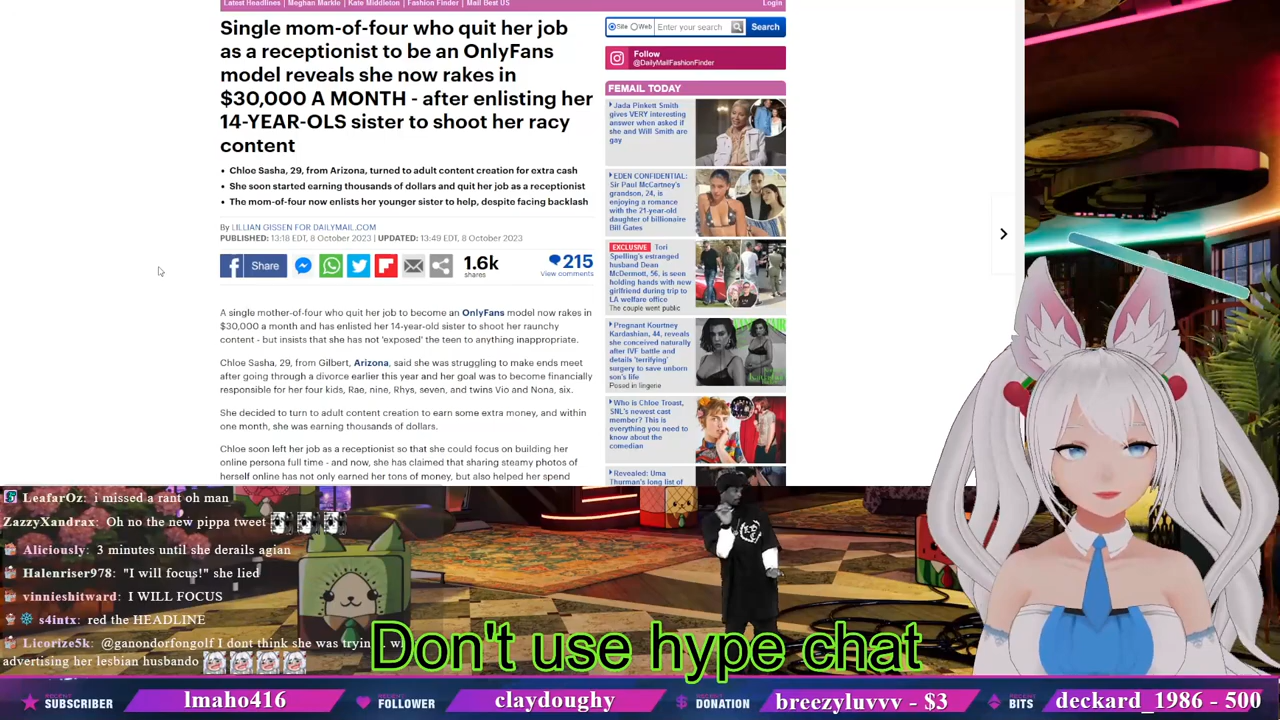 Latest Headlines | Meghan Markle | Kate Middleton | Fashion Finder | Mail Best US
Login
Single mom-of-four who quit her job
as a receptionist to be an OnlyFans
model reveals she now rakes in
$30,000 A MONTH - after enlisting her
14-YEAR-OLS sister to shoot her racy
content
• Chloe Sasha, 29, from Arizona, turned to adult content creation for extra cash
• She soon started earning thousands of dollars and quit her job as a receptionist
• The mom-of-four now enlists her younger sister to help, despite facing backlash
By LILLIAN GISSEN FOR DAILYMAIL.COM
PUBLISHED: 13:18 EDT, 8 October 2023 | UPDATED: 13:49 EDT, 8 October 2023
Share
1.6k
shares
215
View comments
A single mother-of-four who quit her job to become an OnlyFans model now rakes in
$30,000 a month and has enlisted her 14-year-old sister to shoot her raunchy
content - but insists that she has not 'exposed' the teen to anything inappropriate.
Chloe Sasha, 29, from Gilbert, Arizona, said she was struggling to make ends meet
after going through a divorce earlier this year and her goal was to become financially
responsible for her four kids, Rae, nine, Rhys, seven, and twins Vio and Nona, six.
She decided to turn to adult content creation to earn some extra money, and within
one month, she was earning thousands of dollars.
Chloe soon left her job as a receptionist so that she could focus on building her
online persona full time - and now, she has claimed that sharing steamy photos of
herself online has not only earned her tons of money, but also helped her spend
Site Web Enter your search Search
Follow
@DailyMailFashionFinder
FEMAIL TODAY
Jada Pinkett Smith
gives VERY interesting
answer when asked if
she and Will Smith are
gay
EDEN CONFIDENTIAL:
Sir Paul McCartney's
grandson, 24, is
enjoying a romance
with the 21-year-old
daughter of billionaire
Bill Gates
EXCLUSIVE Tori
Spelling's estranged
husband Dean
McDermott, 56, is seen
holding hands with new
girlfriend during trip to
LA welfare office
The couple went public
Pregnant Kourtney
Kardashian, 44, reveals
she conceived naturally
after IVF battle and
details 'terrifying'
surgery to save unborn
son's life
Posed in lingerie
Who is Chloe Troast,
SNL's newest cast
member? This is
everything you need to
know about the
comedian
Revealed: Uma
Thurman's long list of
LeafarOz: i missed a rant oh man
ZazzyXandrax: Oh no the new pippa tweet
Aliciously: 3 minutes until she derails agian
Halenriser978: "I will focus!" she lied
vinnieshitward: I WILL FOCUS
s4intx: red the HEADLINE
Licorize5k: @ganondorfongolf I dont think she was tryin
advertising her lesbian husbando
Don't use hype chat
RECENT SUBSCRIBER lmaho416
RECENT FOLLOWER claydoughy
RECENT DONATION breezyluvvv - $3
RECENT BITS deckard_1986 - 500